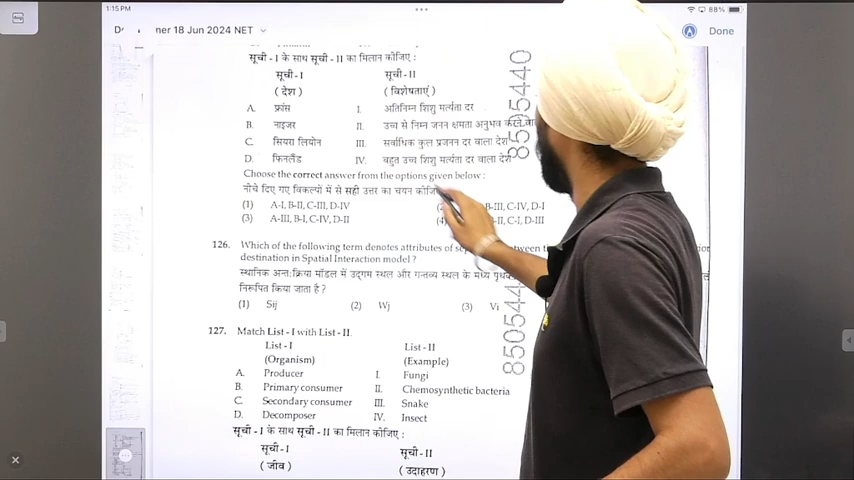 1:15 PM
88%
ner 18 Jun 2024 NET
Done
सूची - I के साथ सूची - II का मिलान कीजिए :
सूची - I
सूची - II
( देश )
( विशेषताएं )
A. फ्रांस I. अतिनिम्न शिशु मर्त्यता दर
B. नाइजर II. उच्च से निम्न जनन क्षमता अनुभव
C. सियरा लियोन III. सर्वाधिक कुल प्रजनन दर वाला देश
D. फिनलैंड IV. बहुत उच्च शिशु मर्त्यता दर वाला देश
Choose the correct answer from the options given below :
नीचे दिए गए विकल्पों में से सही उत्तर का चयन
(1) A-I, B-II, C-III, D-IV B-III, C-IV, D-I
(3) A-III, B-I, C-IV, D-II (4) -II, C-I, D-III
126. Which of the following term denotes attributes of between
destination in Spatial Interaction model ?
स्थानिक अन्त:क्रिया मॉडल में उद्गम स्थल और गन्तव्य स्थल के मध्य
निरूपित किया जाता है ?
(1) Sij (2) Wj (3) Vi
127. Match List - I with List - II.
List - I
List - II
(Organism)
(Example)
A. Producer I. Fungi
B. Primary consumer II. Chemosynthetic bacteria
C. Secondary consumer III. Snake
D. Decomposer IV. Insect
सूची - I के साथ सूची - II का मिलान कीजिए :
सूची - I
सूची - II
( जीव )
( उदाहरण )
8505440